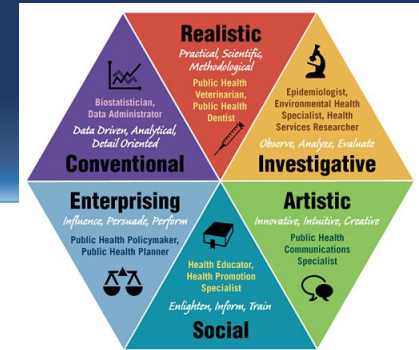 Realistic
Practical, Scientific,
Methodological
Public Health
Veterinarian,
Public Health
Dentist
Biostatistician,
Data Administrator
Data Driven, Analytical,
Detail Oriented
Conventional
Epidemiologist,
Environmental Health
Specialist, Health
Services Researcher
Observe, Analyze, Evaluate
Investigative
Enterprising
Influence, Persuade, Perform
Public Health Policymaker,
Public Health Planner
Artistic
Innovative, Intuitive, Creative
Public Health
Communications
Specialist
Health Educator,
Health Promotion
Specialist
Enlighten, Inform, Train
Social